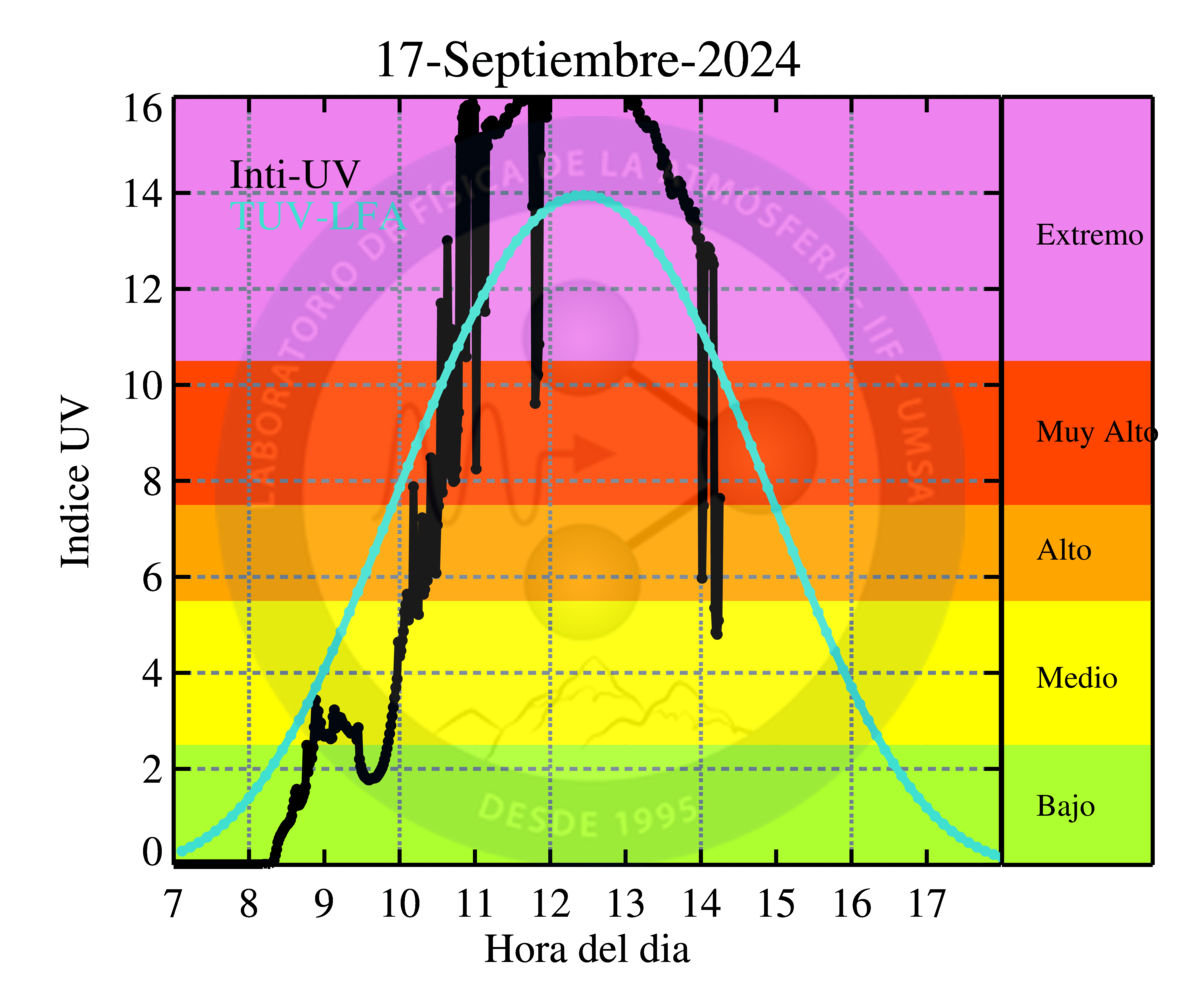 17-Septiembre-2024
16
14
12
10
8
6
4
2
0
Indice UV
Inti-UV
TUV-LFA
LABORATORIO DE FÍSICA DE LA ATMÓSFERA - IIF - UMSA
DESDE 1995
Extremo
Muy Alto
Alto
Medio
Bajo
7 8 9 10 11 12 13 14 15 16 17
Hora del dia